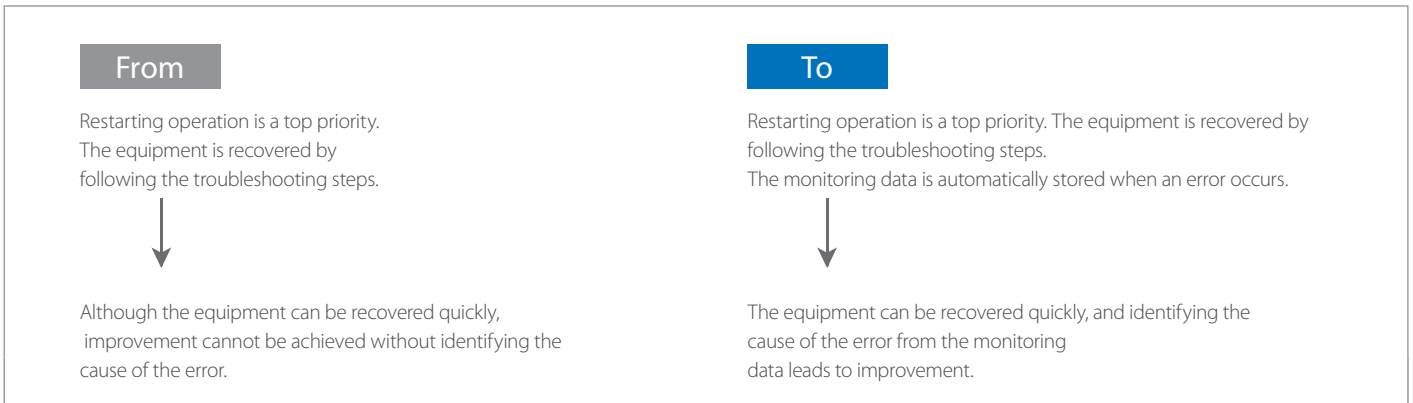 From
Restarting operation is a top priority.
The equipment is recovered by
following the troubleshooting steps.
Although the equipment can be recovered quickly,
improvement cannot be achieved without identifying the
cause of the error.
To
Restarting operation is a top priority. The equipment is recovered by
following the troubleshooting steps.
The monitoring data is automatically stored when an error occurs.
The equipment can be recovered quickly, and identifying the
cause of the error from the monitoring
data leads to improvement.